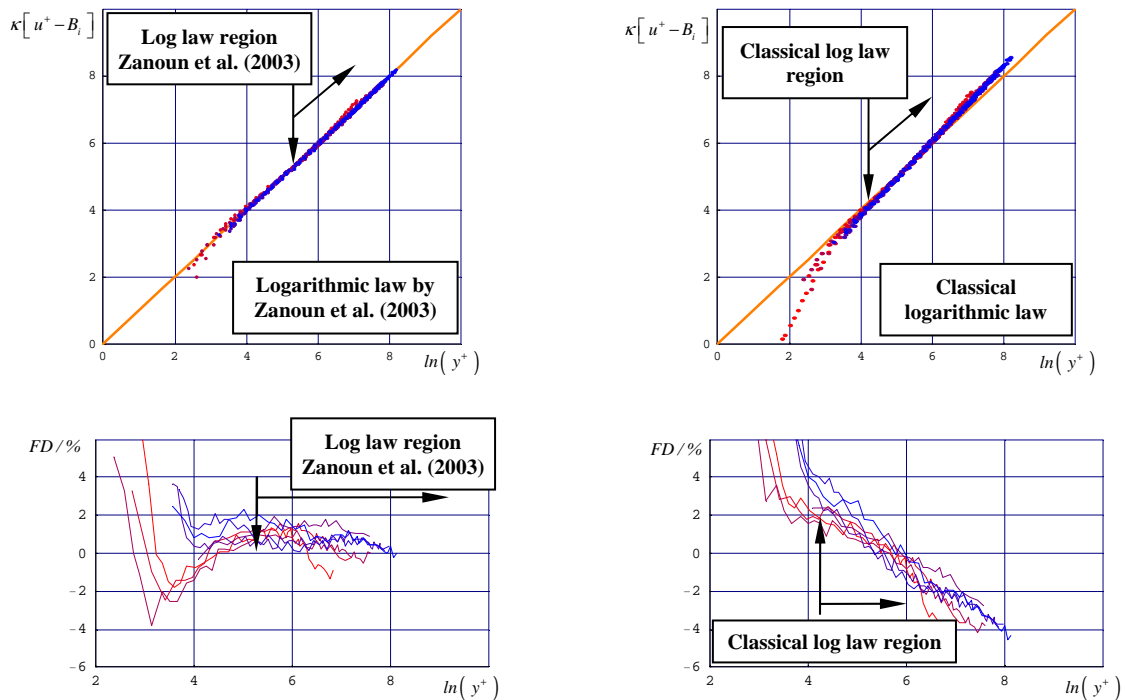 κ[u⁺−Bᵢ]
Log law region
Zanoun et al. (2003)
Logarithmic law by
Zanoun et al. (2003)
8
6
4
2
0
0
2
4
6
8
10
ln(y⁺)
κ[u⁺−Bᵢ]
Classical log law
region
Classical
logarithmic law
8
6
4
2
0
0
2
4
6
8
10
ln(y⁺)
FD/%
Log law region
Zanoun et al. (2003)
4
2
0
−2
−4
−6
2
4
6
8
10
ln(y⁺)
FD/%
Classical log law region
4
2
0
−2
−4
−6
2
4
6
8
10
ln(y⁺)